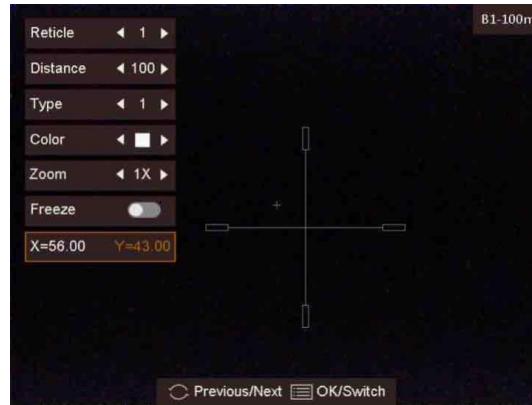 B1-100m
Reticle 1
Distance 100
Type 1
Color
Zoom 1X
Freeze
X=56.00 Y=43.00
Previous/Next OK/Switch